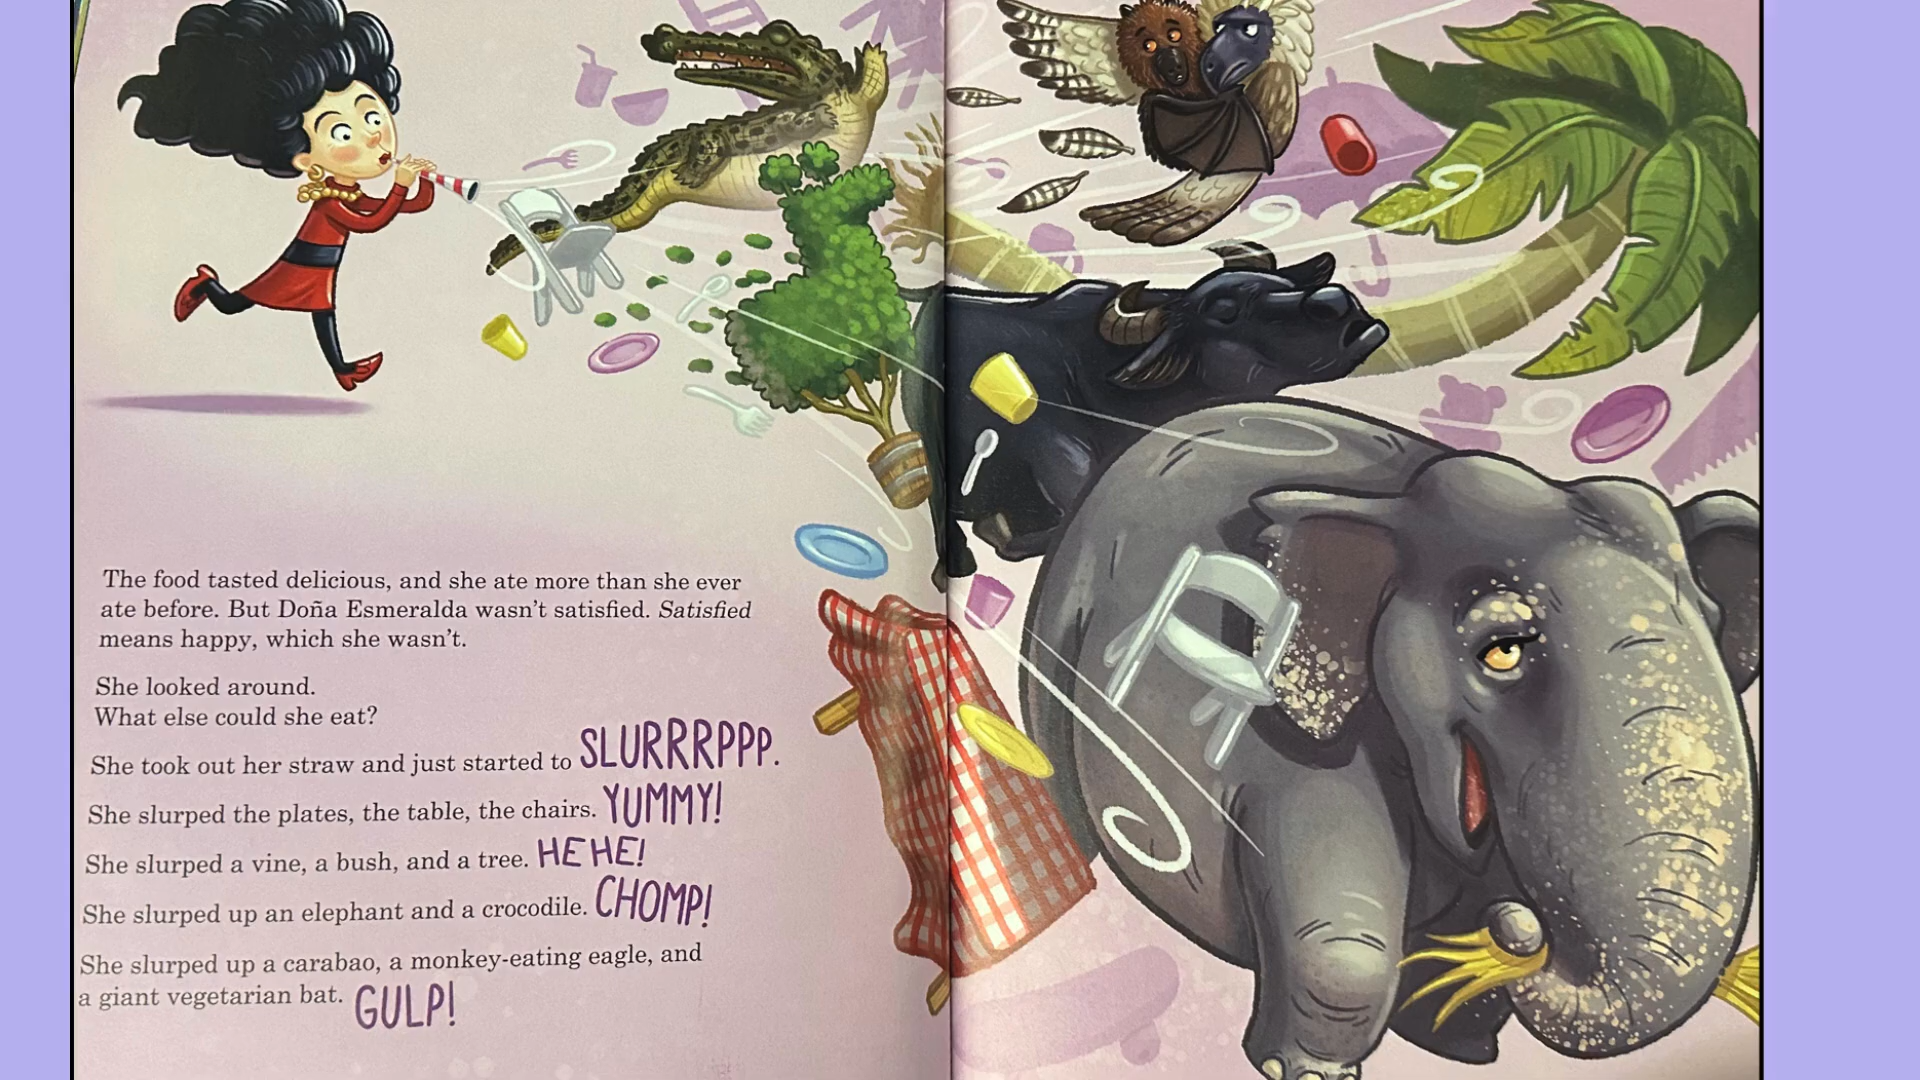 The food tasted delicious, and she ate more than she ever
ate before. But Doña Esmeralda wasn't satisfied. Satisfied
means happy, which she wasn't.
She looked around.
What else could she eat?
She took out her straw and just started to SLURRRPPP.
She slurped the plates, the table, the chairs. YUMMY!
She slurped a vine, a bush, and a tree. HEHE!
She slurped up an elephant and a crocodile. CHOMP!
She slurped up a carabao, a monkey-eating eagle, and
a giant vegetarian bat. GULP!